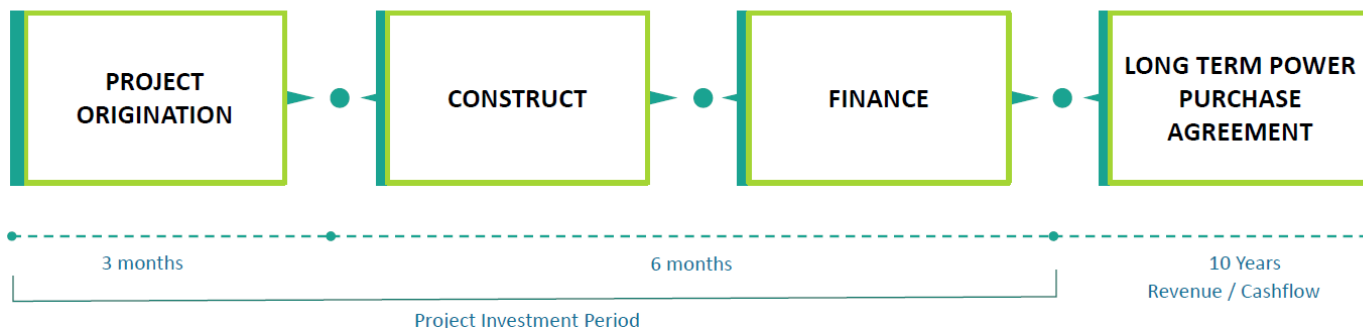 PROJECT
ORIGINATION
CONSTRUCT
FINANCE
LONG TERM POWER
PURCHASE
AGREEMENT
3 months
6 months
10 Years
Revenue / Cashflow
Project Investment Period